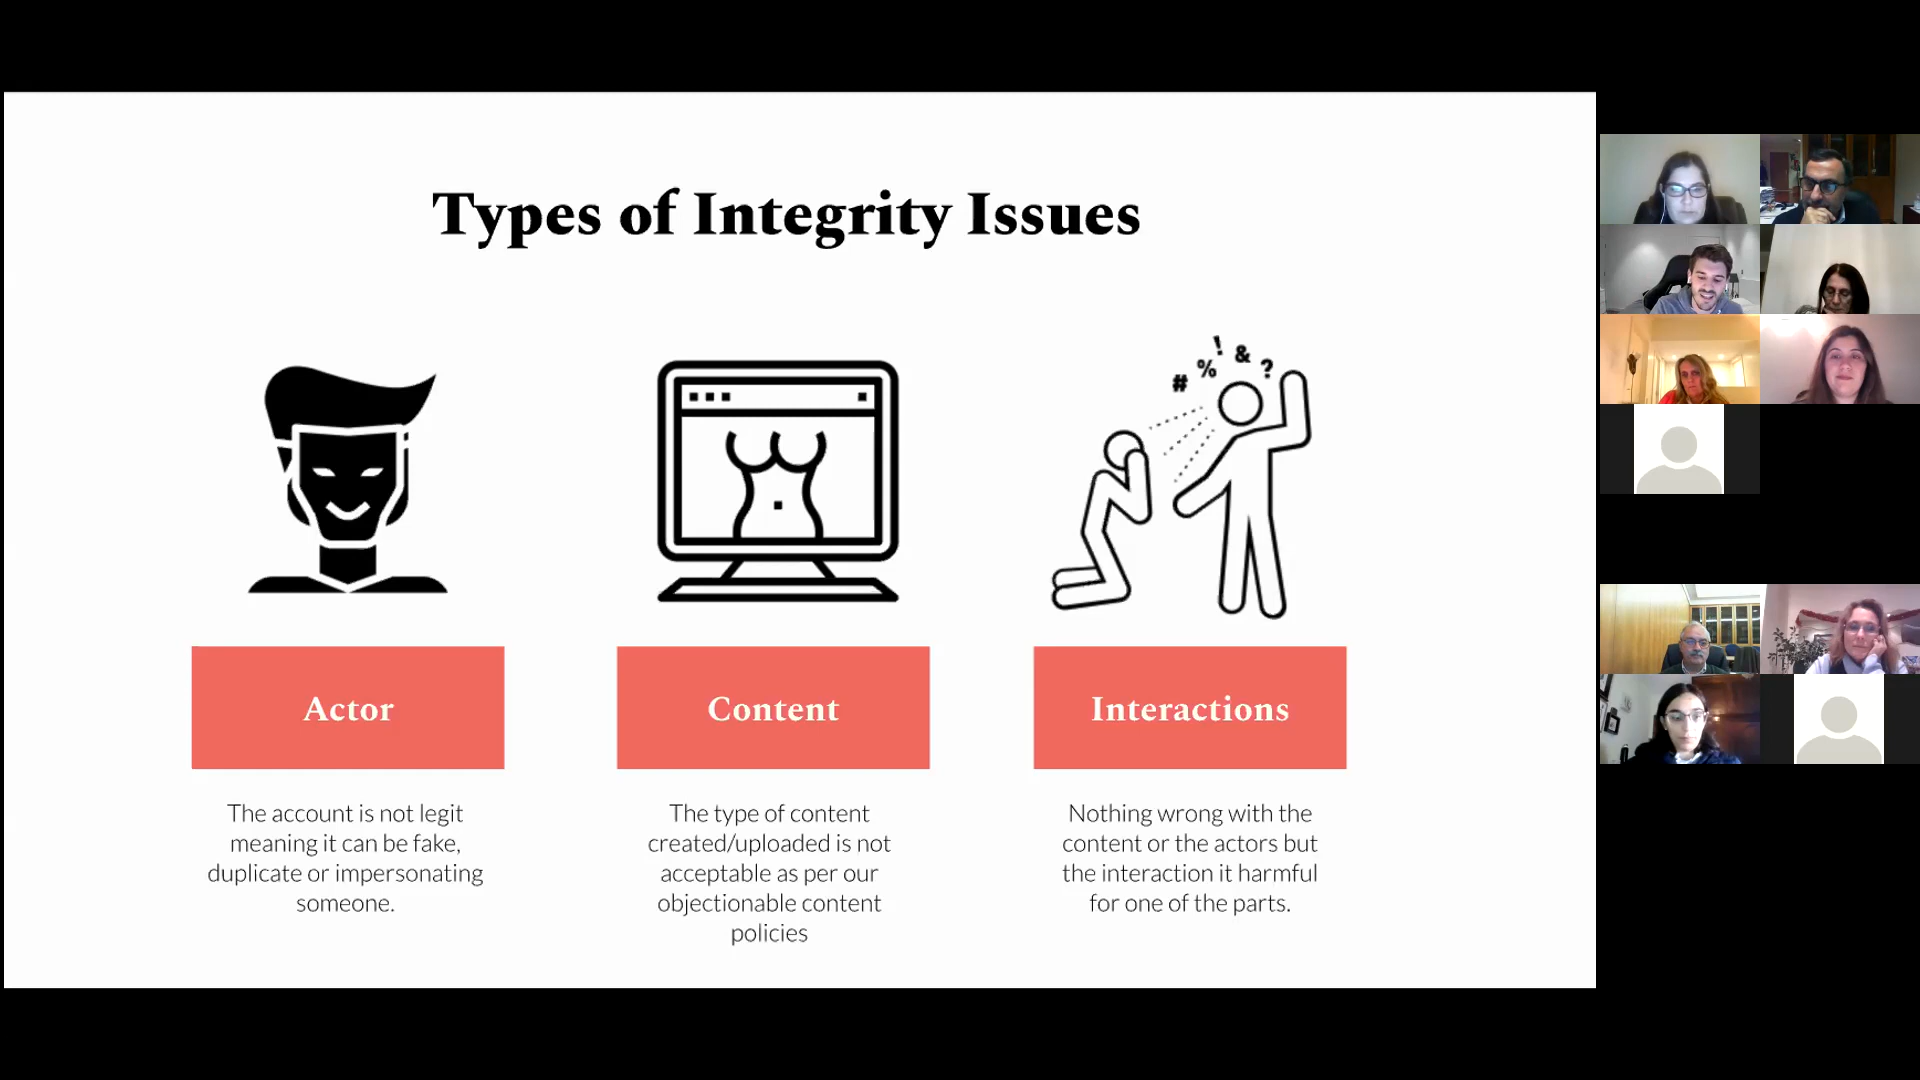 Types of Integrity Issues
# % ! & ?
Actor
Content
Interactions
The account is not legit
meaning it can be fake,
duplicate or impersonating
someone.
The type of content
created/uploaded is not
acceptable as per our
objectionable content
policies
Nothing wrong with the
content or the actors but
the interaction it harmful
for one of the parts.